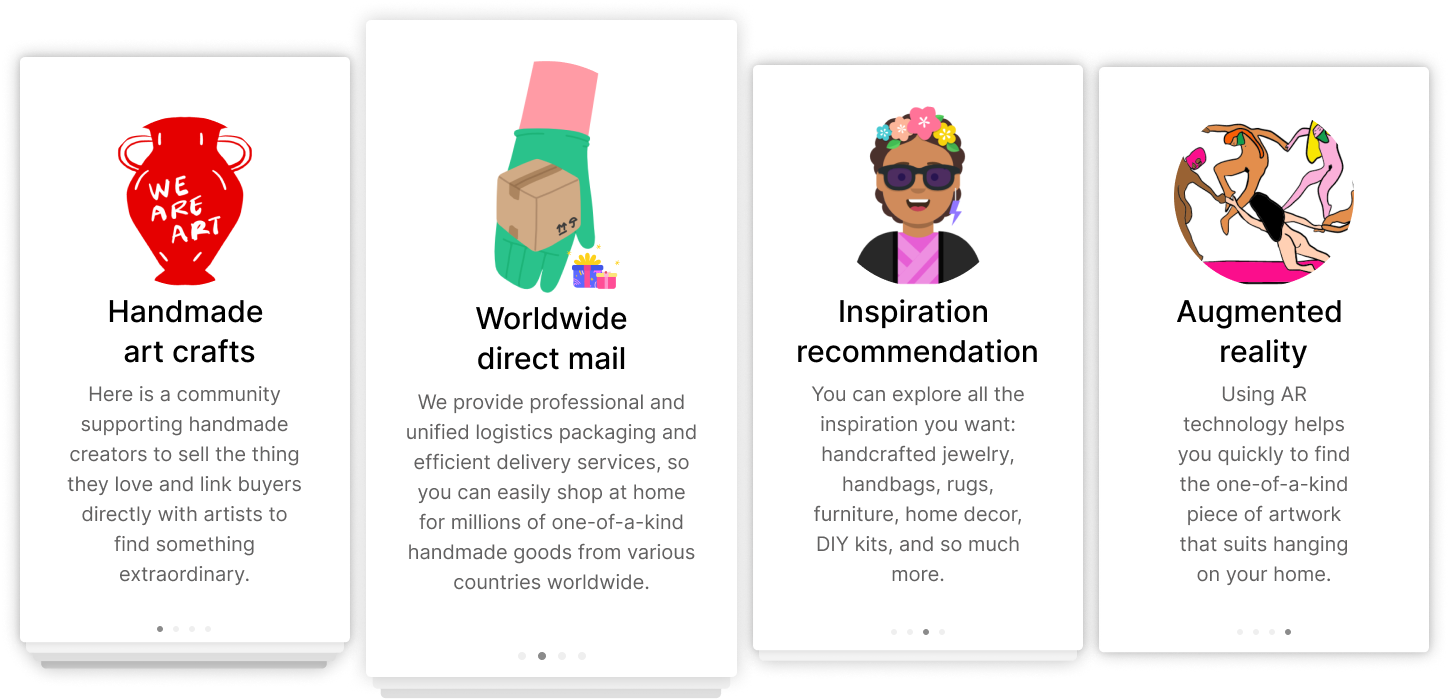 WE
ARE
ART
Handmade
art crafts
Here is a community
supporting handmade
creators to sell the thing
they love and link buyers
directly with artists to
find something
extraordinary.
Worldwide
direct mail
We provide professional and
unified logistics packaging and
efficient delivery services, so
you can easily shop at home
for millions of one-of-a-kind
handmade goods from various
countries worldwide.
Inspiration
recommendation
You can explore all the
inspiration you want:
handcrafted jewelry,
handbags, rugs,
furniture, home decor,
DIY kits, and so much
more.
Augmented
reality
Using AR
technology helps
you quickly to find
the one-of-a-kind
piece of artwork
that suits hanging
on your home.